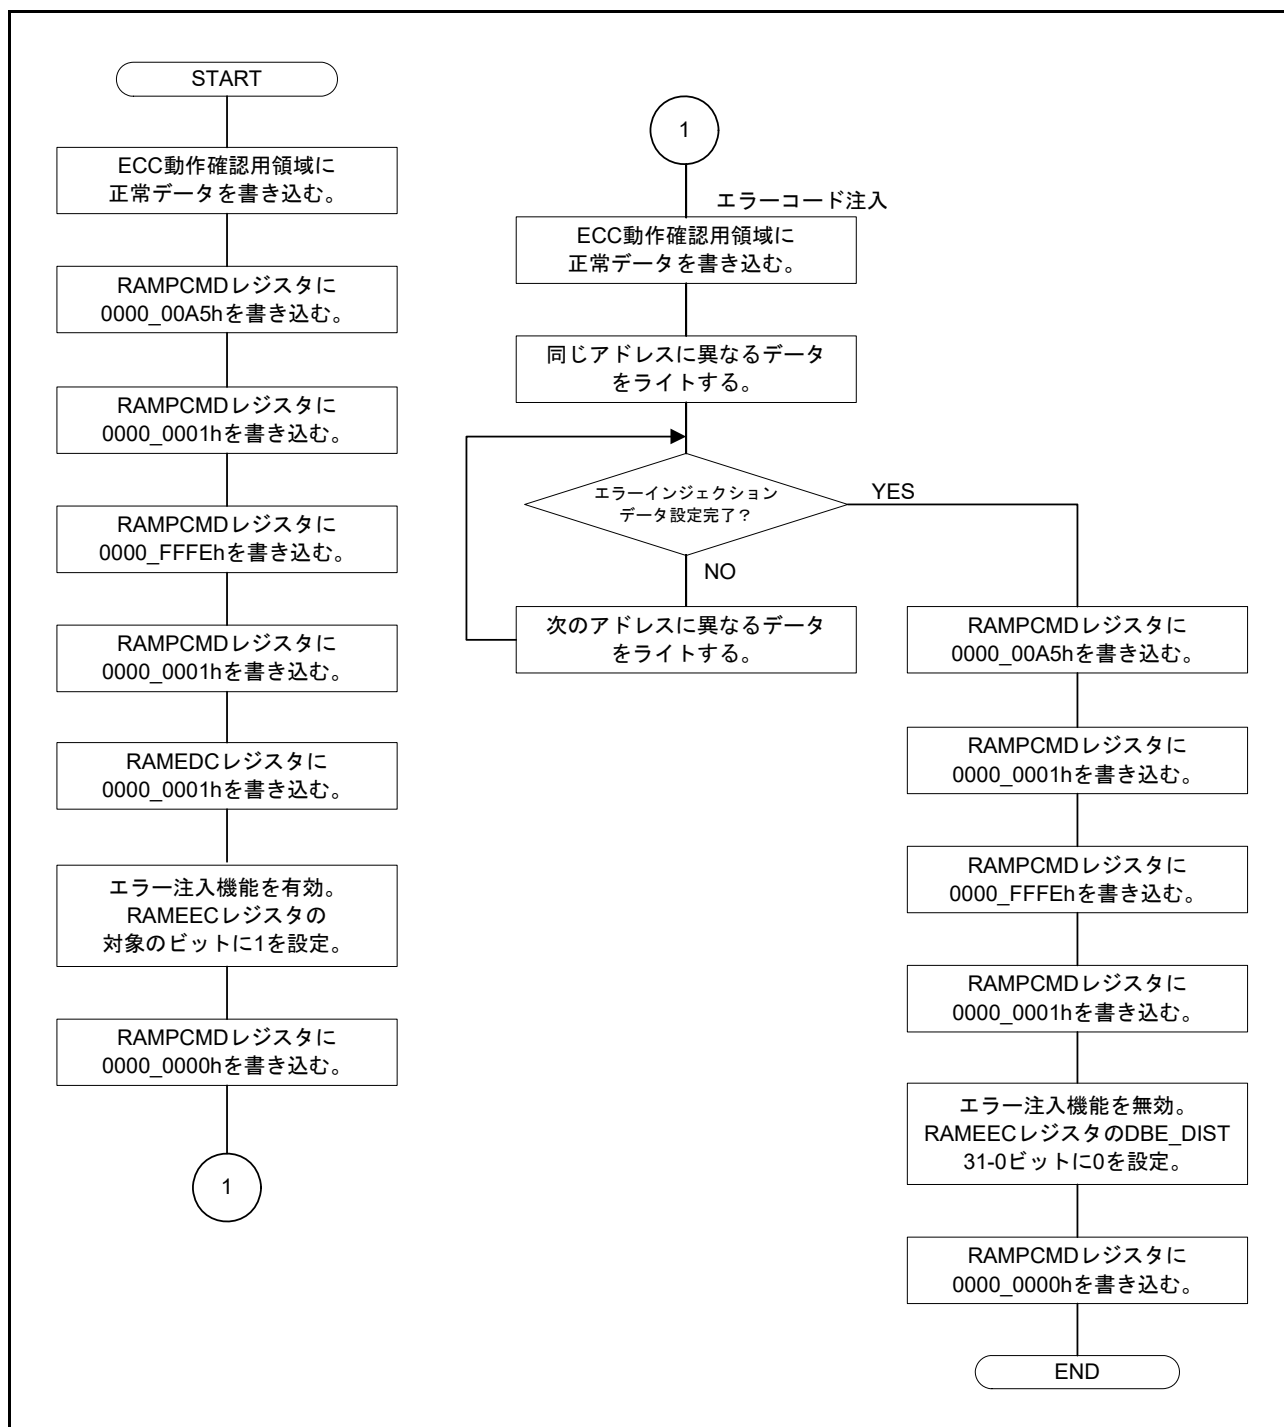 START
ECC動作確認用領域に
正常データを書き込む。
RAMPCMDレジスタに
0000_00A5hを書き込む。
RAMPCMDレジスタに
0000_0001hを書き込む。
RAMPCMDレジスタに
0000_FFFEhを書き込む。
RAMPCMDレジスタに
0000_0001hを書き込む。
RAMEDCレジスタに
0000_0001hを書き込む。
エラー注入機能を有効。
RAMEECレジスタの
対象のビットに1を設定。
RAMPCMDレジスタに
0000_0000hを書き込む。
1
1
エラーコード注入
ECC動作確認用領域に
正常データを書き込む。
同じアドレスに異なるデータ
をライトする。
エラーインジェクション
データ設定完了？
YES
NO
次のアドレスに異なるデータ
をライトする。
RAMPCMDレジスタに
0000_00A5hを書き込む。
RAMPCMDレジスタに
0000_0001hを書き込む。
RAMPCMDレジスタに
0000_FFFEhを書き込む。
RAMPCMDレジスタに
0000_0001hを書き込む。
エラー注入機能を無効。
RAMEECレジスタのDBE_DIST
31-0ビットに0を設定。
RAMPCMDレジスタに
0000_0000hを書き込む。
END